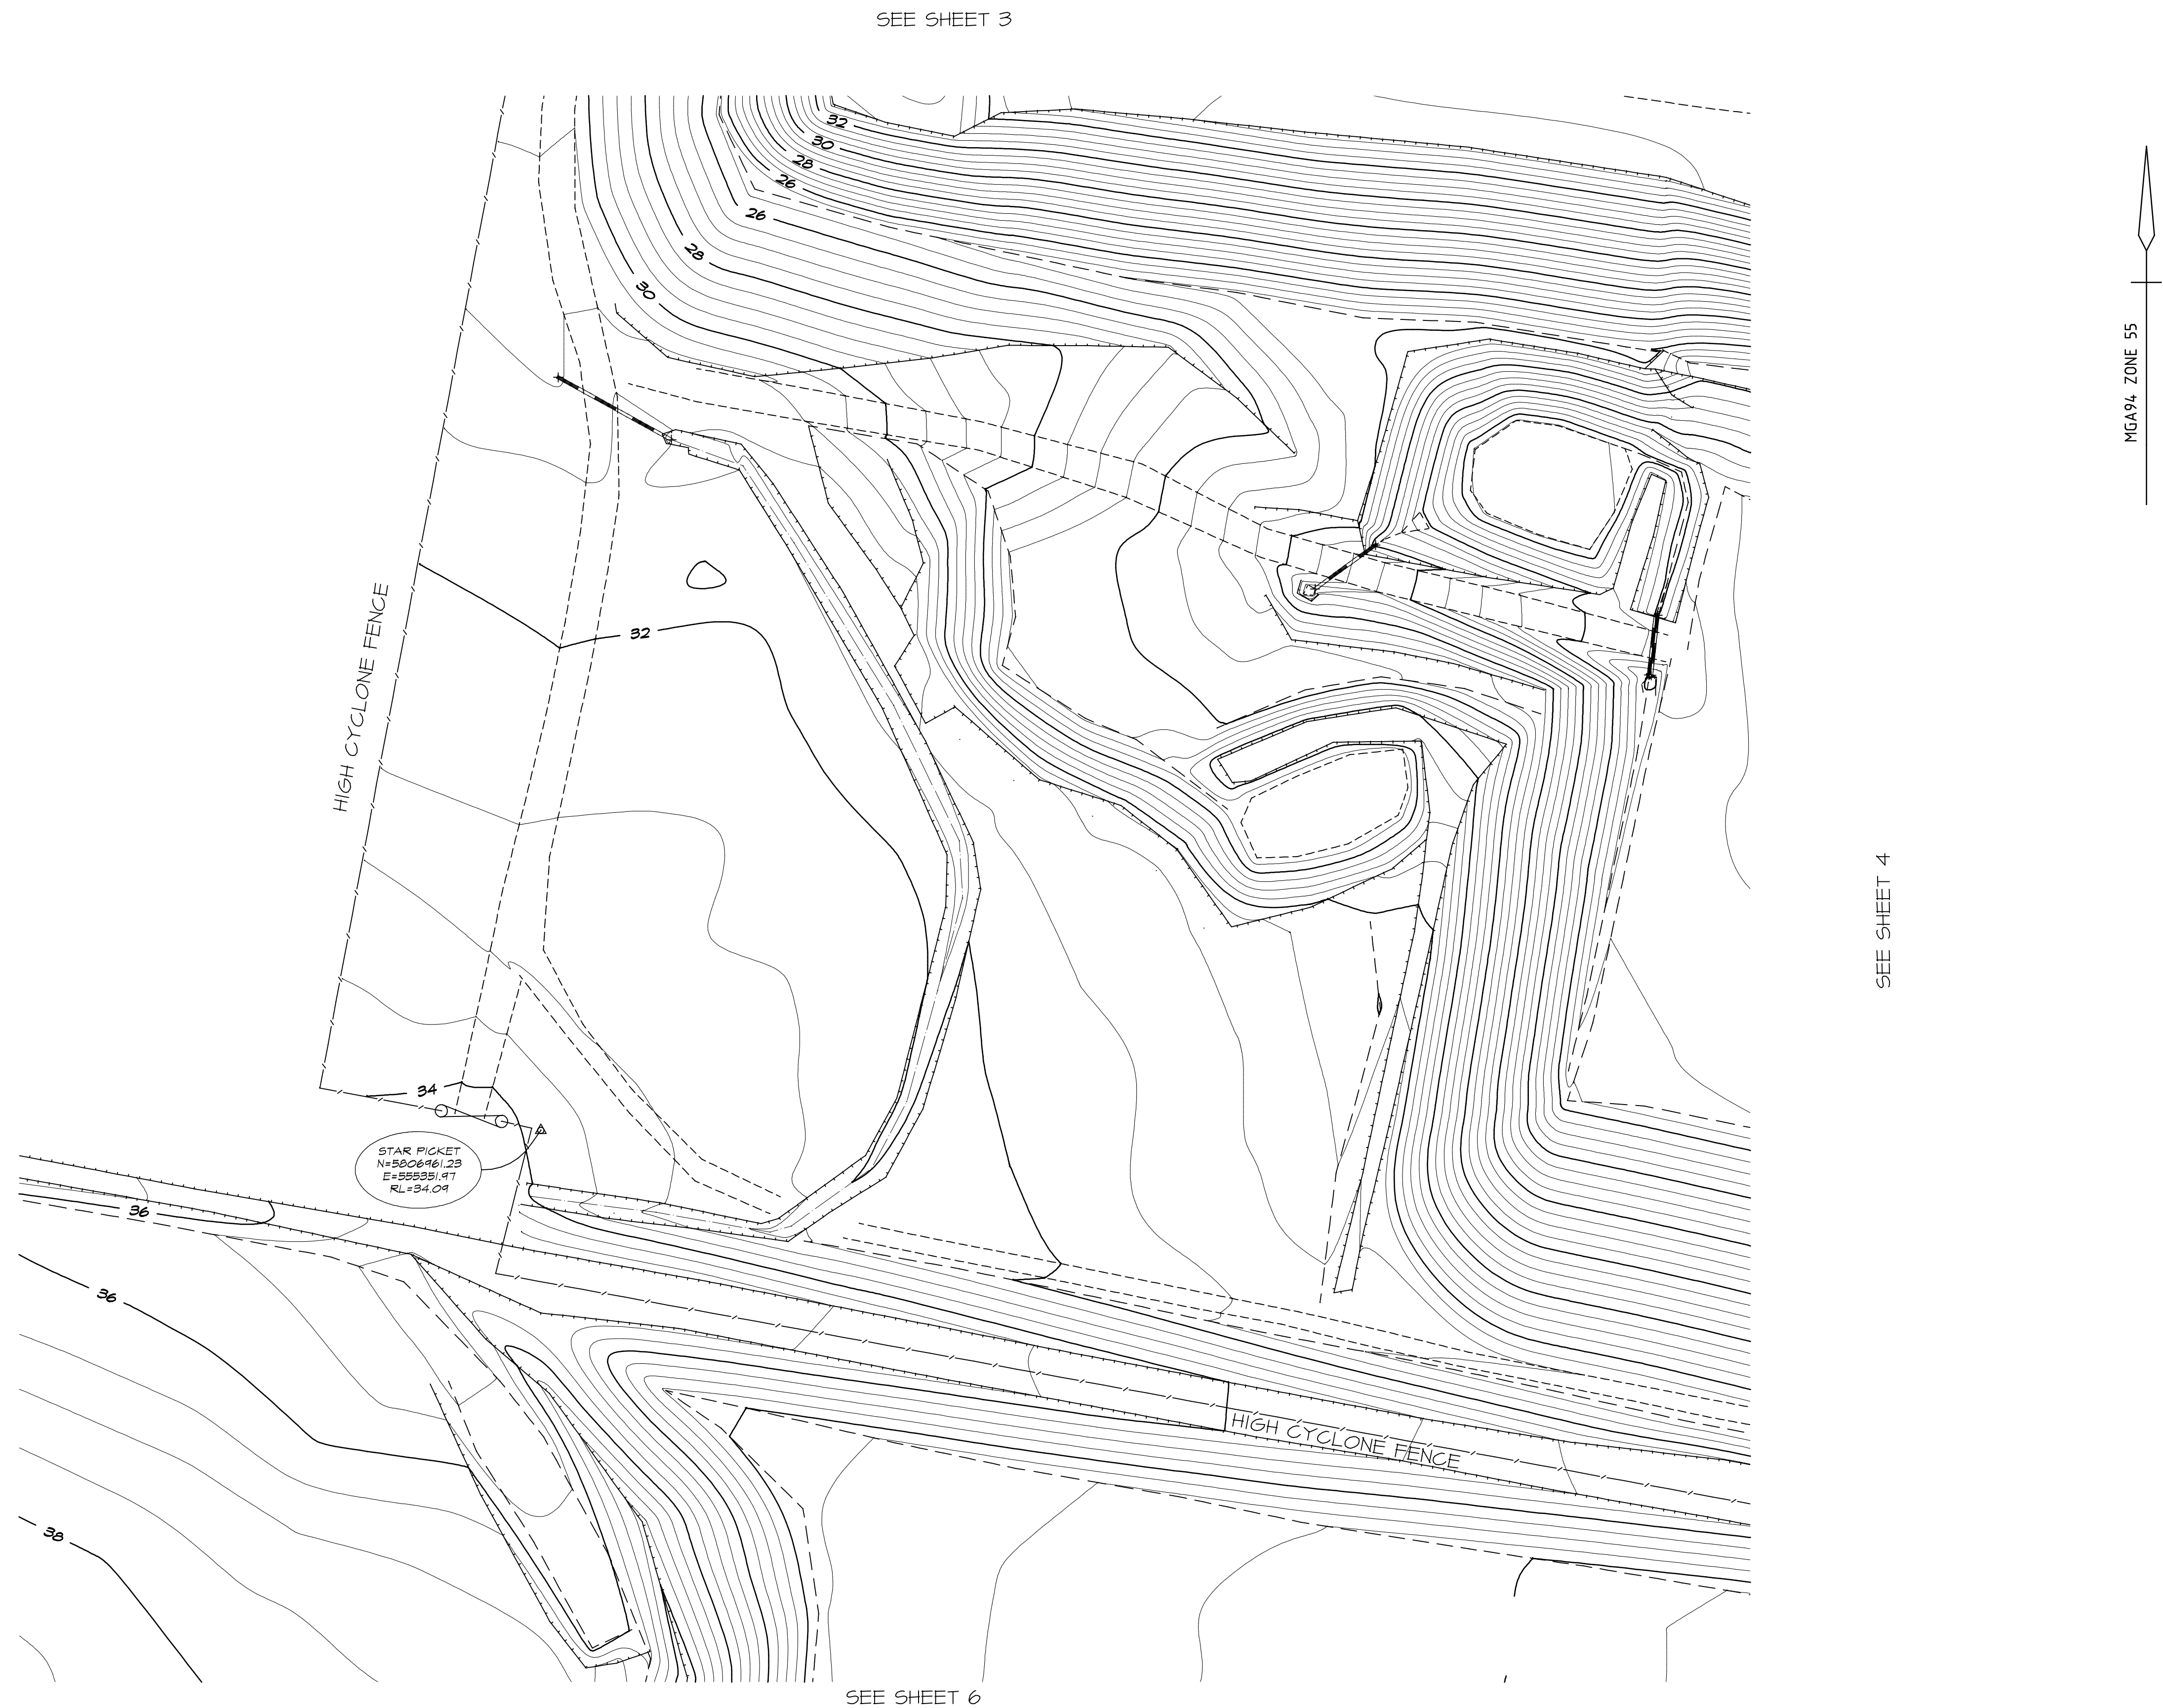 SEE SHEET 3
32
30
28
26
26
28
30
MGA94 ZONE 55
HIGH CYCLONE FENCE
32
SEE SHEET 4
34
STAR PICKET
N=5806961.23
E=555351.97
RL=34.09
36
36
HIGH CYCLONE FENCE
38
SEE SHEET 6